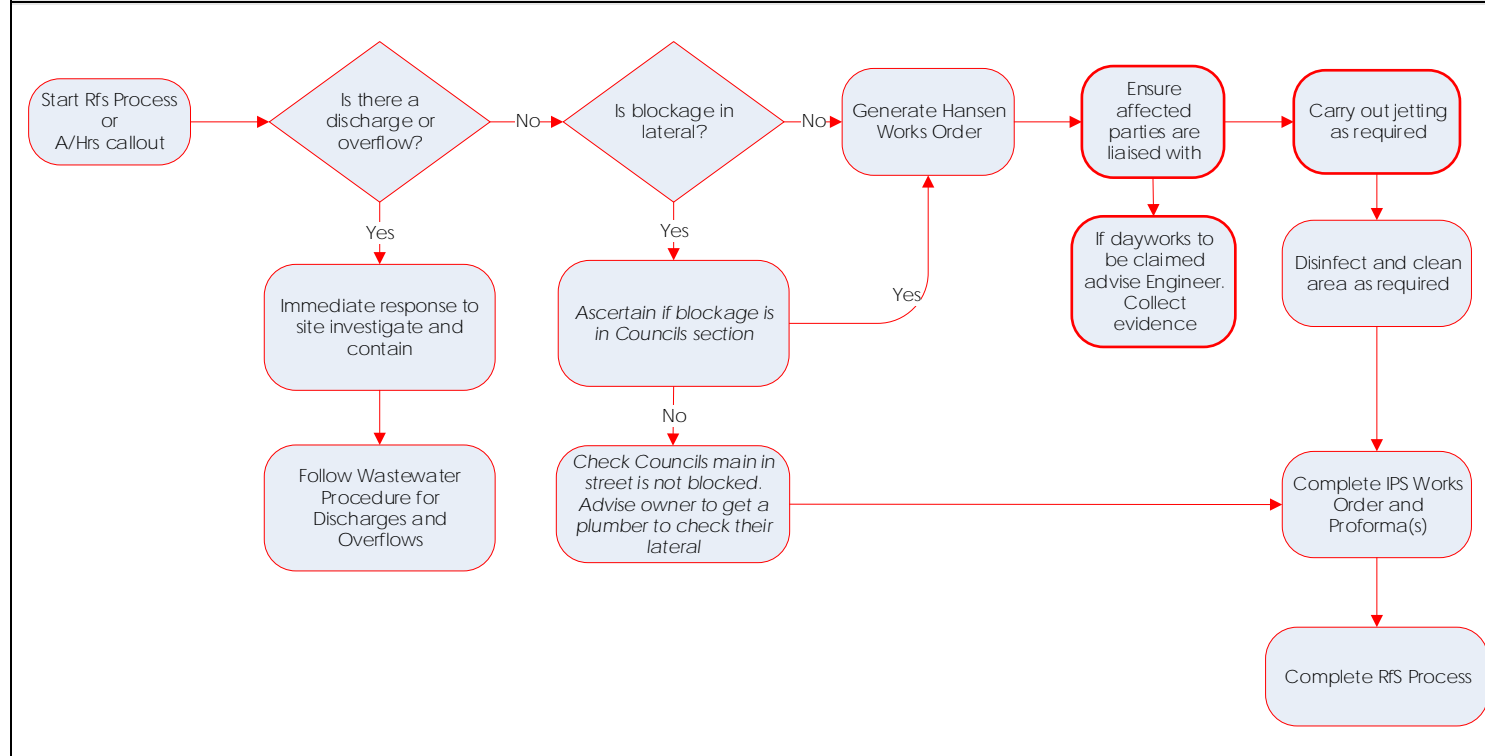 Start Rfs Process
or
A/Hrs callout
Is there a
discharge or
overflow?
No
Is blockage in
lateral?
No
Generate Hansen
Works Order
Ensure
affected
parties are
liaised with
Carry out jetting
as required
Yes
Yes
Immediate response to
site investigate and
contain
Ascertain if blockage is
in Councils section
Yes
If dayworks to
be claimed
advise Engineer.
Collect
evidence
Disinfect and clean
area as required
No
Follow Wastewater
Procedure for
Discharges and
Overflows
Check Councils main in
street is not blocked.
Advise owner to get a
plumber to check their
lateral
Complete IPS Works
Order and
Proforma(s)
Complete RfS Process